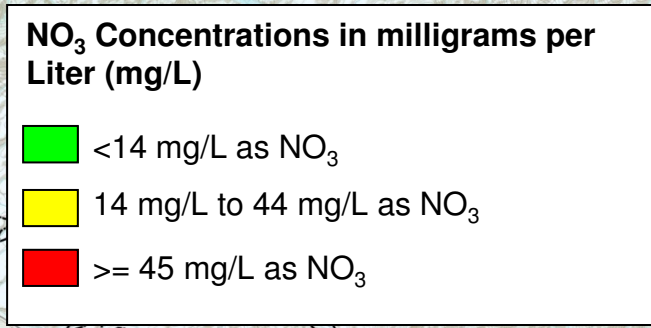 NO₃ Concentrations in milligrams per
Liter (mg/L)
<14 mg/L as NO₃
14 mg/L to 44 mg/L as NO₃
>= 45 mg/L as NO₃